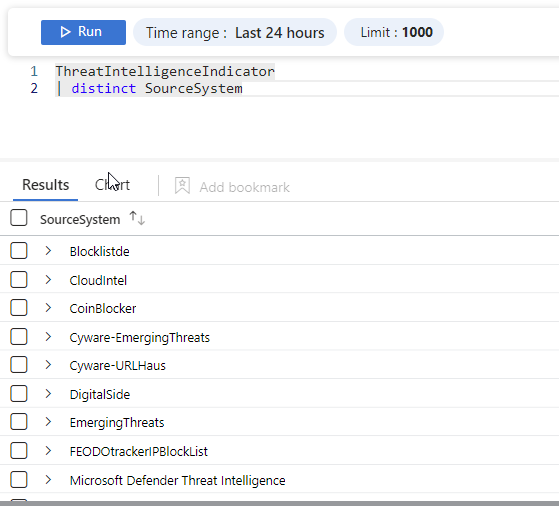 Run Time range : Last 24 hours Limit : 1000
1 ThreatIntelligenceIndicator
2 | distinct SourceSystem
Results Chart Add bookmark
SourceSystem ↑↓
Blocklistde
CloudIntel
CoinBlocker
Cyware-EmergingThreats
Cyware-URLHaus
DigitalSide
EmergingThreats
FEODOtrackerIPBlockList
Microsoft Defender Threat Intelligence